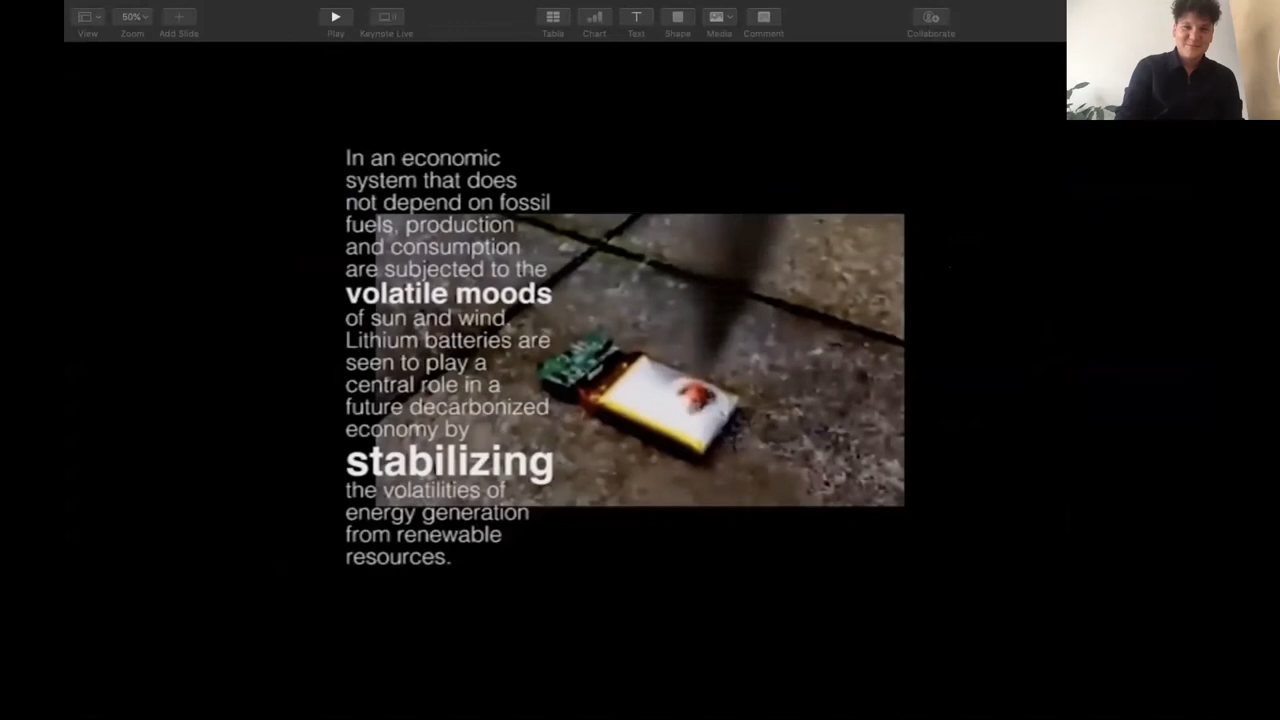 View
50%
Zoom
Add Slide
Play
Keynote Live
Table
Chart
Text
Shape
Media
Comment
Collaborate
In an economic
system that does
not depend on fossil
fuels, production
and consumption
are subjected to the
volatile moods
of sun and wind.
Lithium batteries are
seen to play a
central role in a
future decarbonized
economy by
stabilizing
the volatilities of
energy generation
from renewable
resources.